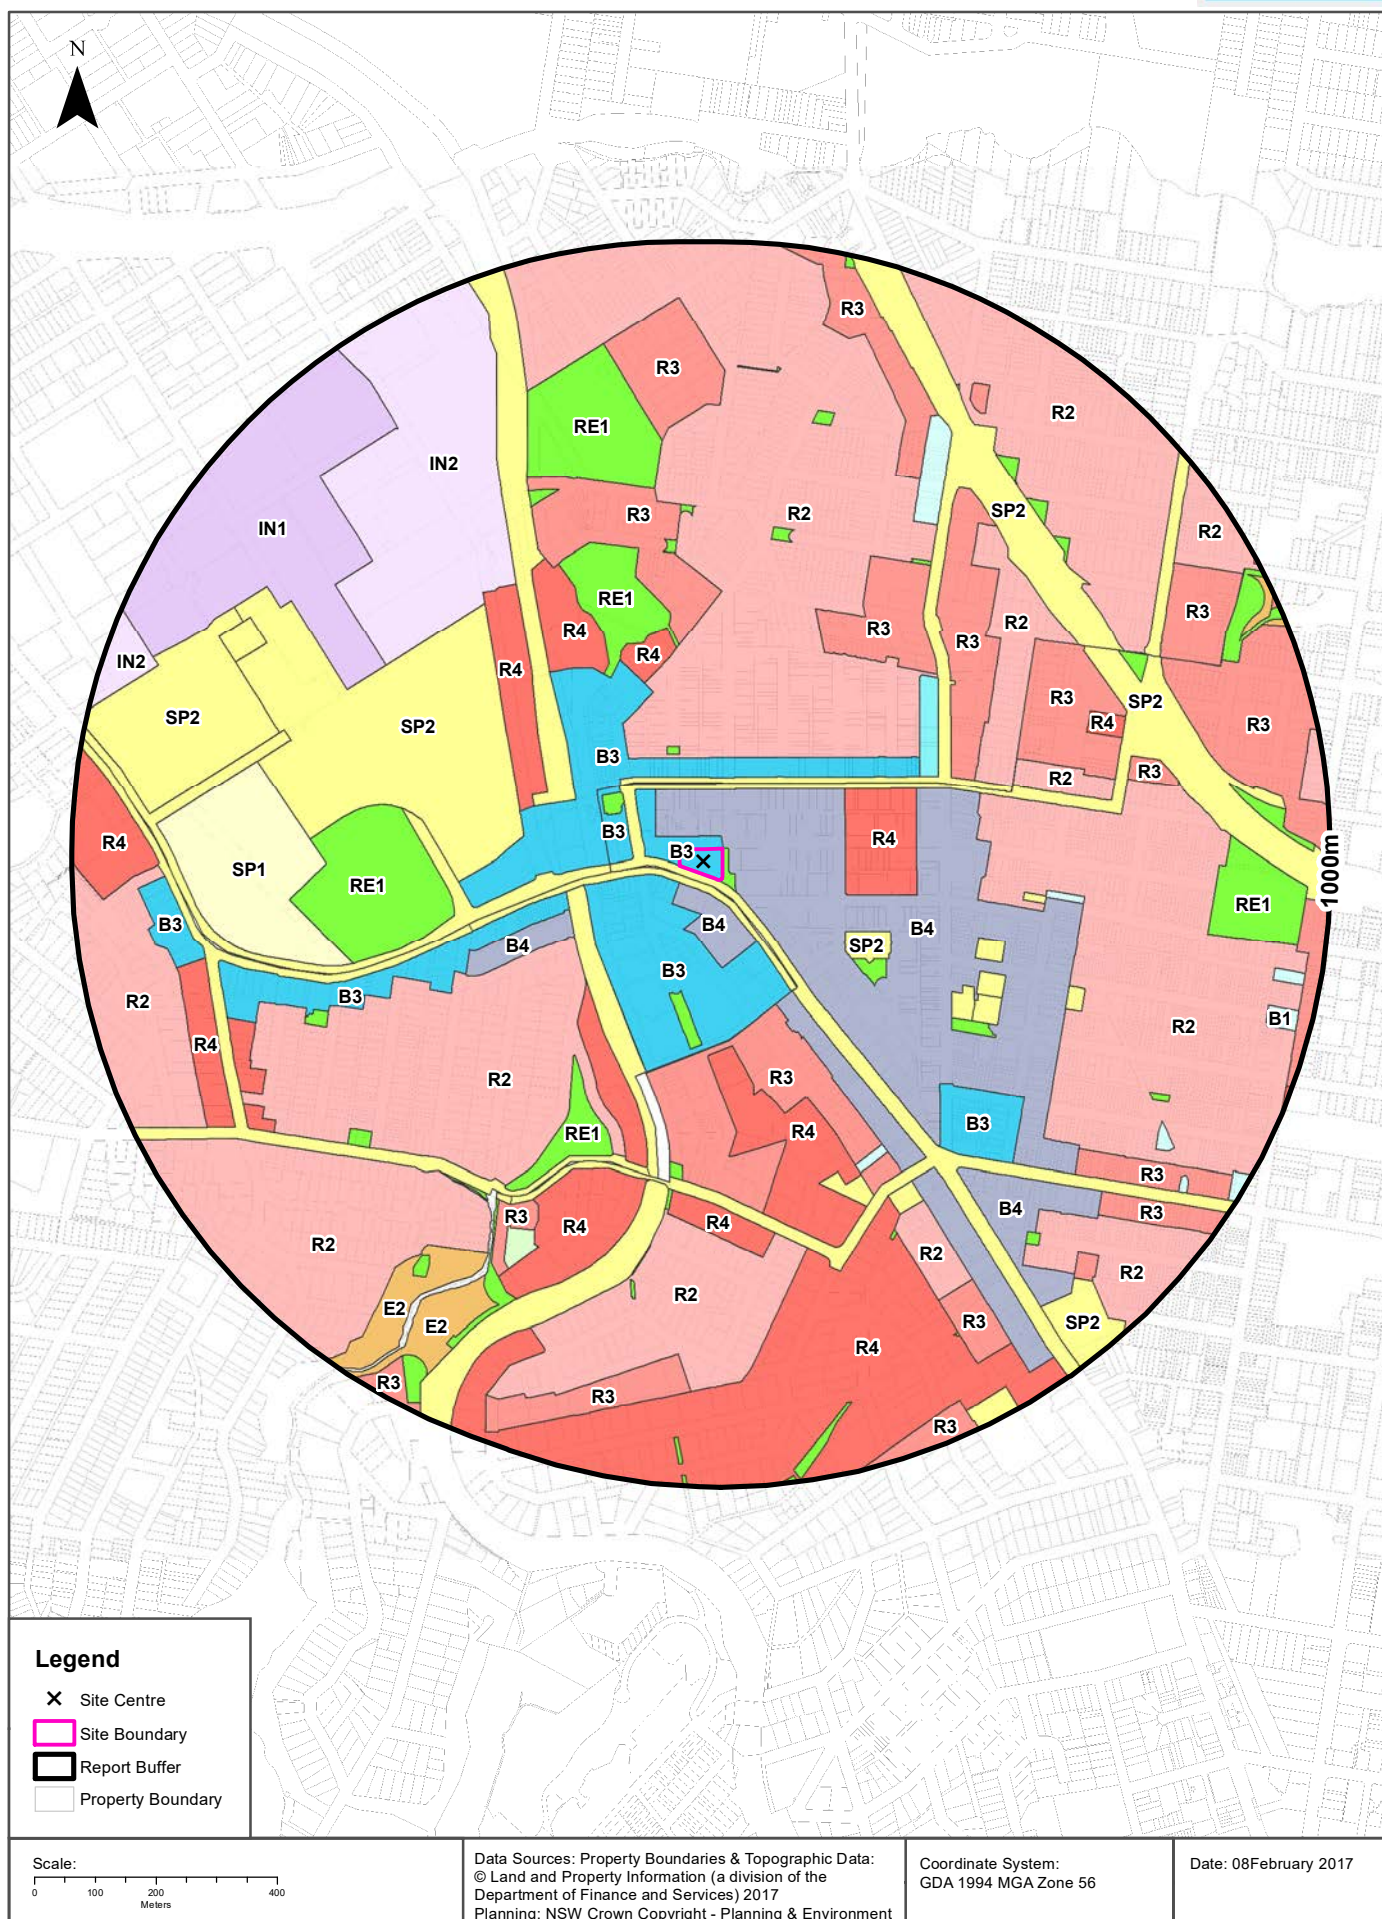 N
R3
R3
R2
RE1
IN2
R2
SP2
R3
IN1
R2
RE1
R3
R2
R4
R3
R3
R4
IN2
R4
R3
SP2
SP2
R4
R3
SP2
B3
R2
R3
B3
R4
R4
B3
SP1
RE1
1000m
RE1
B3
B4
B4
B4
SP2
B3
R2
B3
B1
R2
R4
R2
R3
RE1
R4
B3
R3
R3
R4
R3
R4
B4
R2
R2
R2
R2
E2
E2
R3
SP2
R4
R3
R3
R3
Legend
Site Centre
Site Boundary
Report Buffer
Property Boundary
Scale:
0 100 200 400
Meters
Data Sources: Property Boundaries & Topographic Data:
© Land and Property Information (a division of the
Department of Finance and Services) 2017
Planning: NSW Crown Copyright - Planning & Environment
Coordinate System:
GDA 1994 MGA Zone 56
Date: 08February 2017